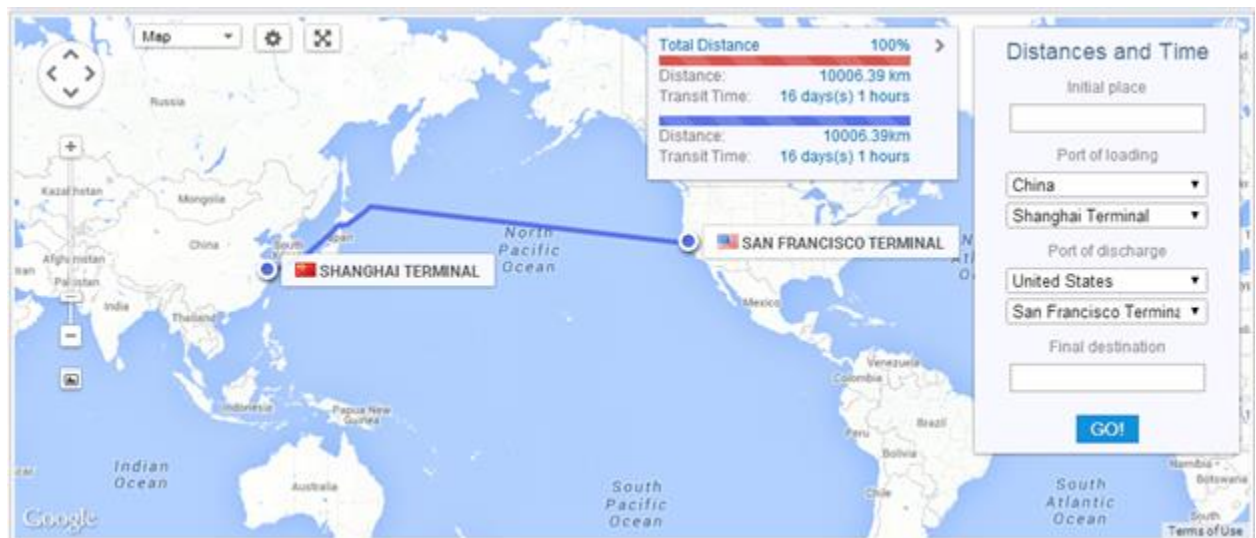 Map
Total Distance 100%
Distance: 10006.39 km
Transit Time: 16 days(s) 1 hours
Distance: 10006.39km
Transit Time: 16 days(s) 1 hours
Distances and Time
Initial place
Port of loading
China
Shanghai Terminal
Port of discharge
United States
San Francisco Termina
Final destination
GO!
Russia
Kazakhstan
Mongolia
China
South
Japan
Afghanistan
Pakistan
India
Thailand
Indonesia
Papua New
Guinea
Australia
Indian
Ocean
North
Pacific
Ocean
SHANGHAI TERMINAL
SAN FRANCISCO TERMINAL
Mexico
Venezuela
Colombia
Peru
Brazil
Bolivia
Chile
South
Pacific
Ocean
South
Atlantic
Ocean
Namibia
Botswana
South
Google
Terms of Use